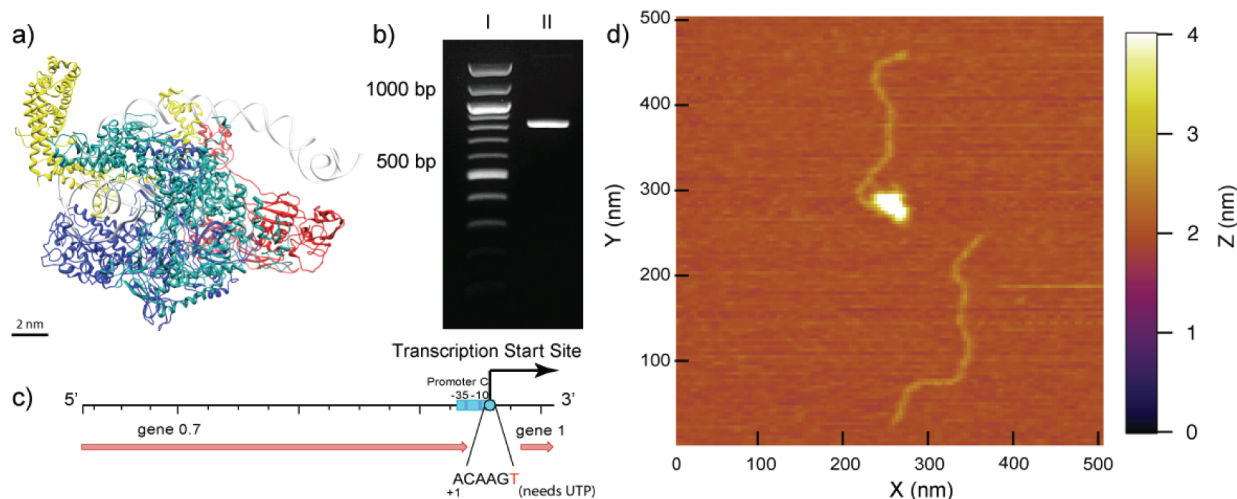 a)
2 nm
b)
I II
1000 bp
500 bp
c)
Transcription Start Site
Promoter C
-35 -10
5’ 3’
gene 0.7 gene 1
ACAAGT
+1 (needs UTP)
d)
500
400
300
200
100
Y (nm)
0 100 200 300 400 500
X (nm)
4
3
2
1
0
Z (nm)